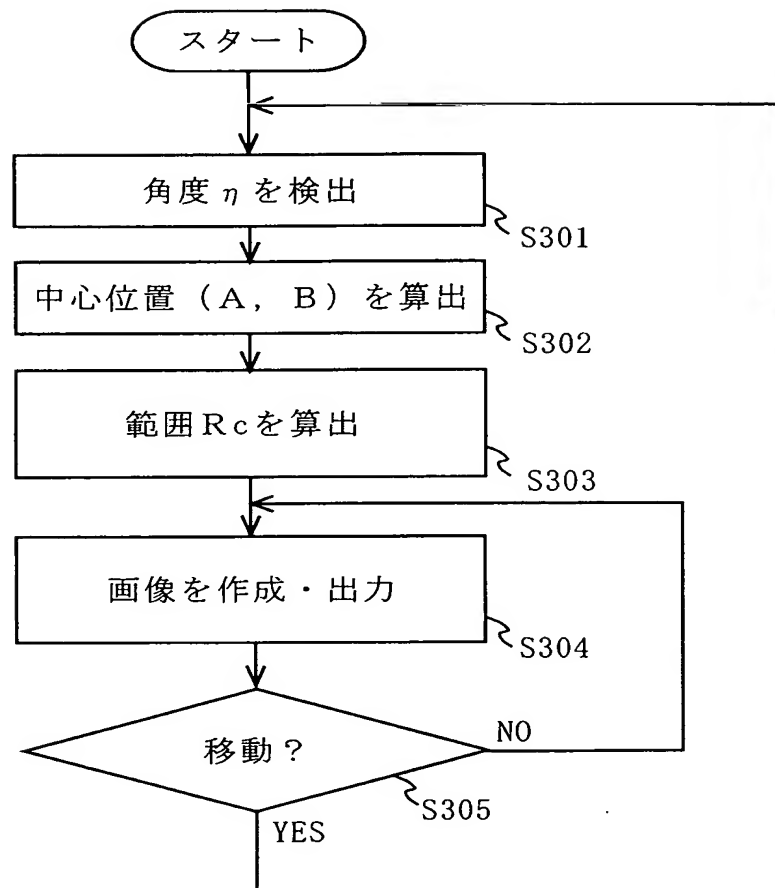 スタート
角度ηを検出
S301
中心位置（A，B）を算出
S302
範囲Rcを算出
S303
画像を作成・出力
S304
移動？
NO
S305
YES